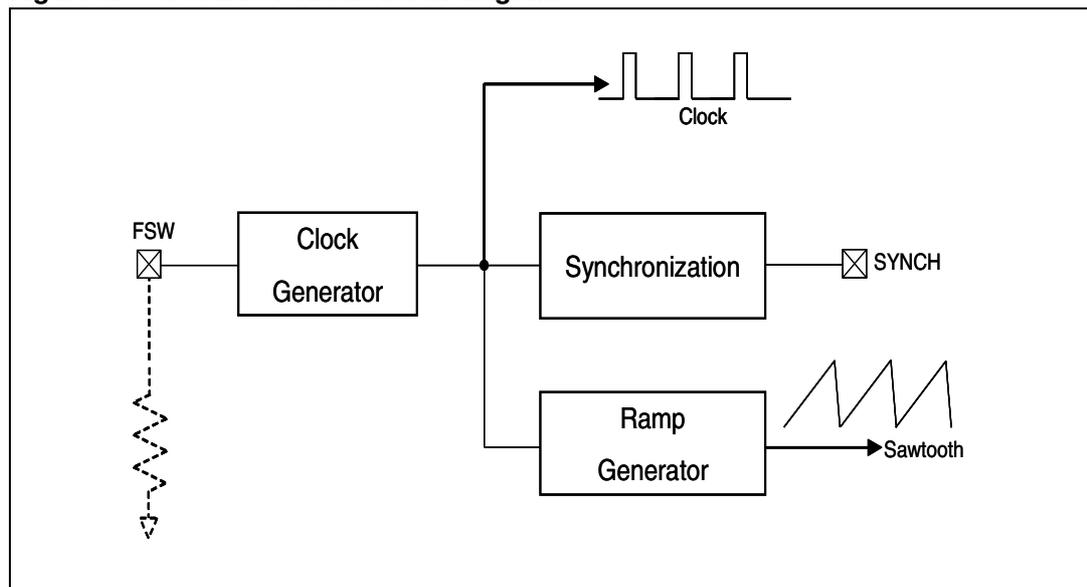 Clock
FSW
Clock
Generator
Synchronization
SYNCH
Ramp
Generator
Sawtooth